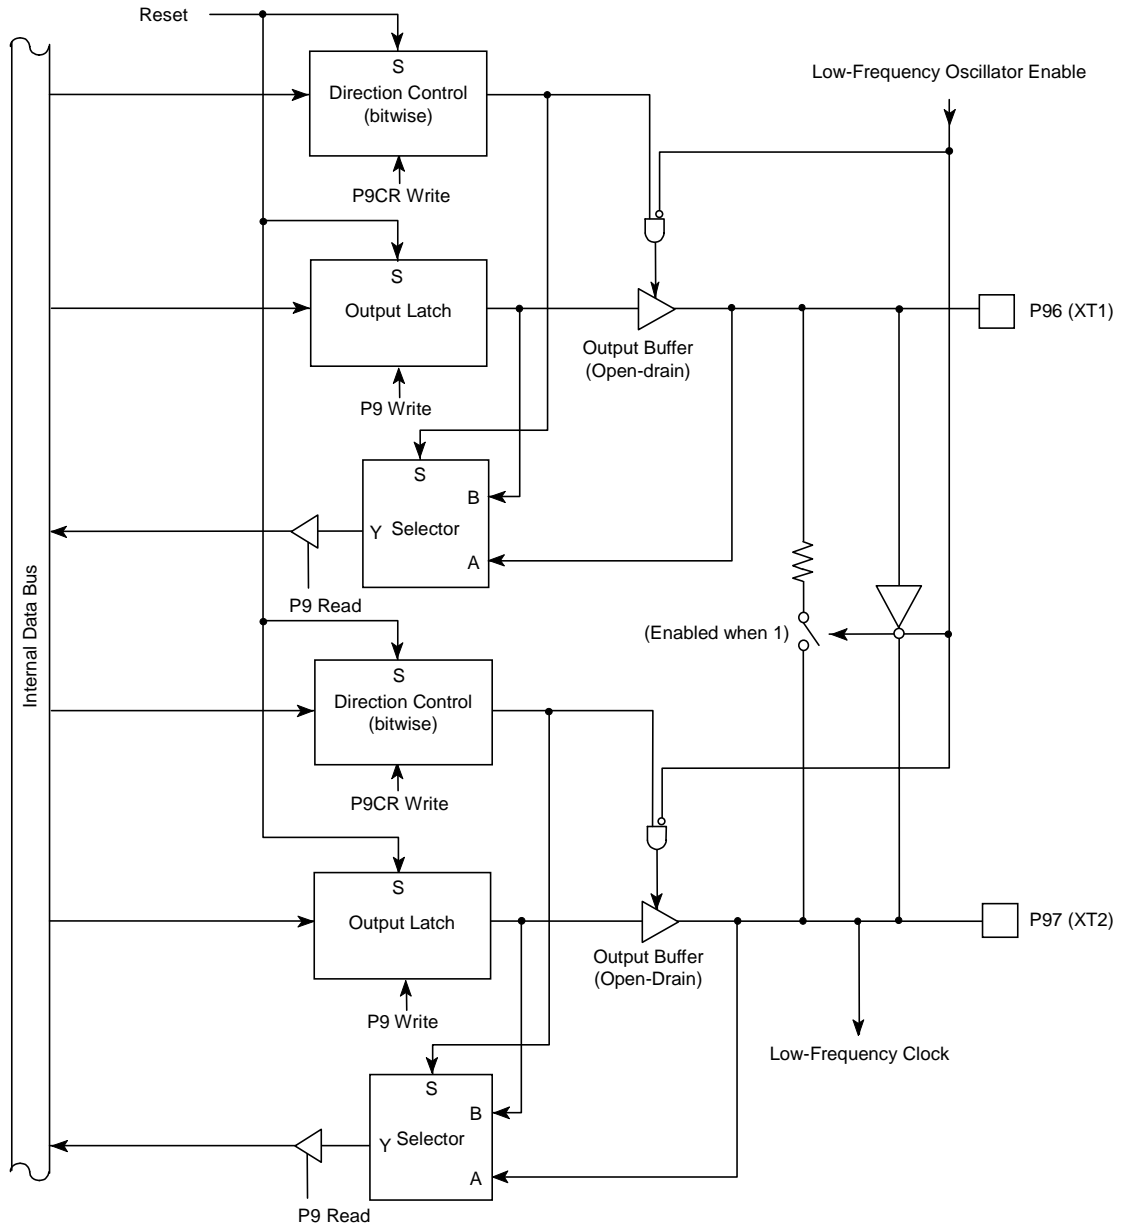 Reset
S
Direction Control
(bitwise)
P9CR Write
Low-Frequency Oscillator Enable
S
Output Latch
P9 Write
Output Buffer
(Open-drain)
P96 (XT1)
S
B
Y Selector
A
P9 Read
(Enabled when 1)
Internal Data Bus
S
Direction Control
(bitwise)
P9CR Write
S
Output Latch
P9 Write
Output Buffer
(Open-Drain)
P97 (XT2)
Low-Frequency Clock
S
B
Y Selector
A
P9 Read